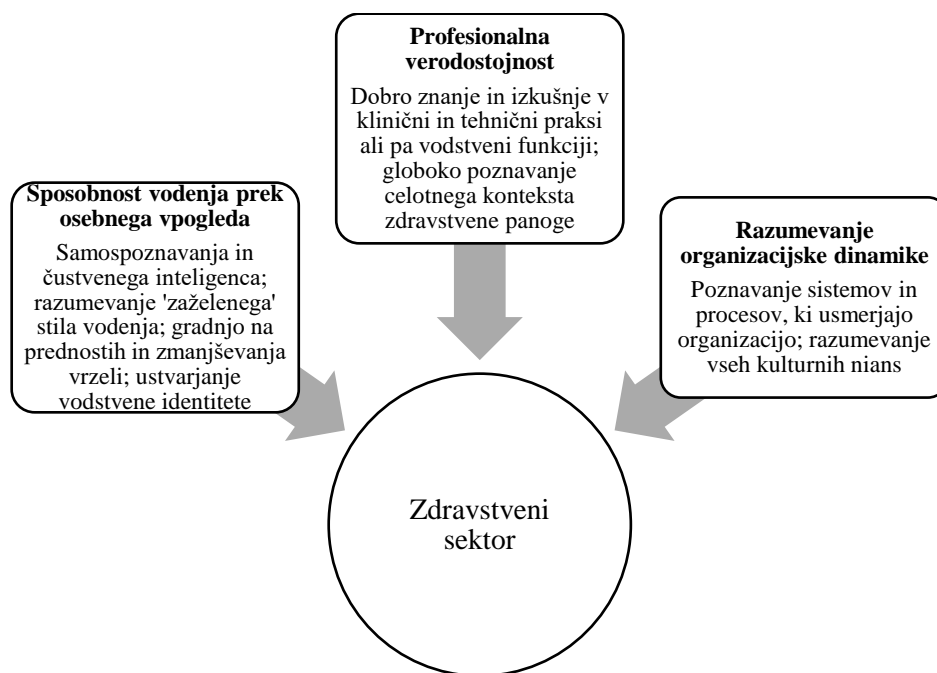 Sposobnost vodenja prek
osebnega vpogleda
Samospoznavanja in
čustvenega inteligenca;
razumevanje 'zaželenega'
stila vodenja; gradnjo na
prednostih in zmanjševanja
vrzeli; ustvarjanje
vodstvene identitete
Profesionalna
verodostojnost
Dobro znanje in izkušnje v
klinični in tehnični praksi
ali pa vodstveni funkciji;
globoko poznavanje
celotnega konteksta
zdravstvene panoge
Razumevanje
organizacijske dinamike
Poznavanje sistemov in
procesov, ki usmerjajo
organizacijo; razumevanje
vseh kulturnih nians
Zdravstveni
sektor